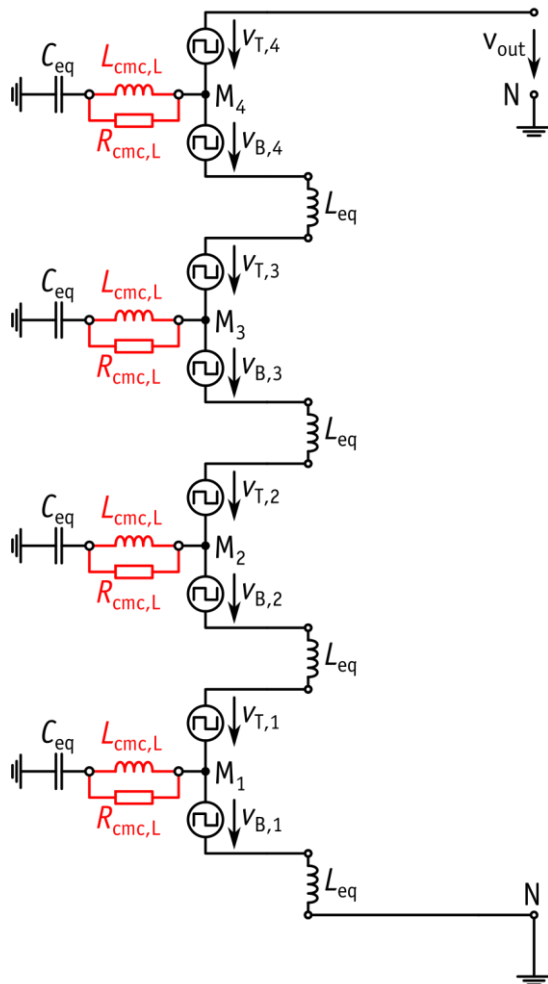 v_T,4
C_eq
L_cmc,L
v_out
M_4
N
R_cmc,L
v_B,4
L_eq
v_T,3
C_eq
L_cmc,L
M_3
R_cmc,L
v_B,3
L_eq
v_T,2
C_eq
L_cmc,L
M_2
R_cmc,L
v_B,2
L_eq
v_T,1
C_eq
L_cmc,L
M_1
R_cmc,L
v_B,1
L_eq
N